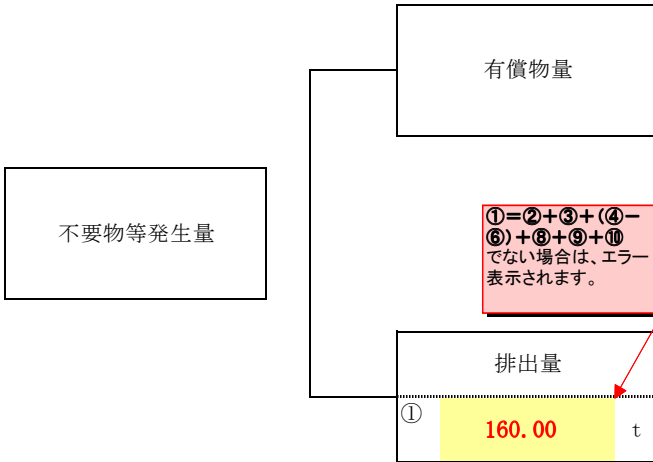 有償物量
不要物等発生量
①=②+③+(④-
⑥)+⑧+⑨+⑩
でない場合は、エラー
表示されます。
排出量
① 160.00 t